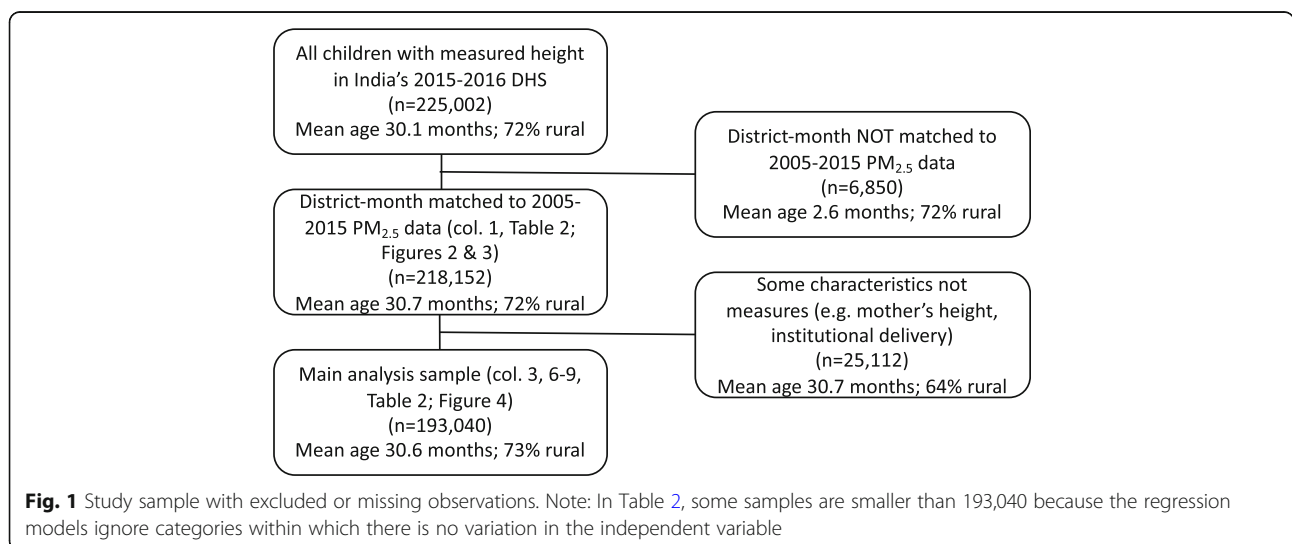 All children with measured height
in India's 2015-2016 DHS
(n=225,002)
Mean age 30.1 months; 72% rural
District-month NOT matched to
2005-2015 PM2.5 data
(n=6,850)
Mean age 2.6 months; 72% rural
District-month matched to 2005-
2015 PM2.5 data (col. 1, Table 2;
Figures 2 & 3)
(n=218,152)
Mean age 30.7 months; 72% rural
Some characteristics not
measures (e.g. mother's height,
institutional delivery)
(n=25,112)
Mean age 30.7 months; 64% rural
Main analysis sample (col. 3, 6-9,
Table 2; Figure 4)
(n=193,040)
Mean age 30.6 months; 73% rural
Fig. 1 Study sample with excluded or missing observations. Note: In Table 2, some samples are smaller than 193,040 because the regression
models ignore categories within which there is no variation in the independent variable